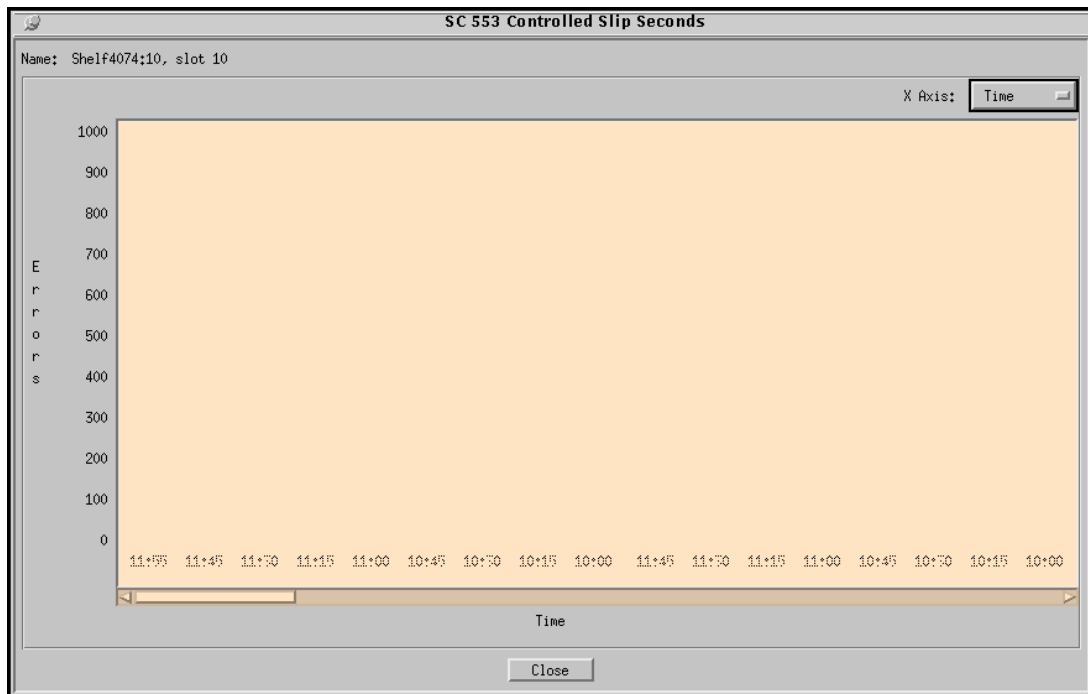 SC 553 Controlled Slip Seconds
Name: Shelf4074:10, slot 10
X Axis: Time
1000
900
800
700
600
500
400
300
200
100
0
Errors
11:55 11:45 11:30 11:15 11:00 10:45 10:30 10:15 10:00 11:45 11:30 11:15 11:00 10:45 10:30 10:15 10:00
Time
Close